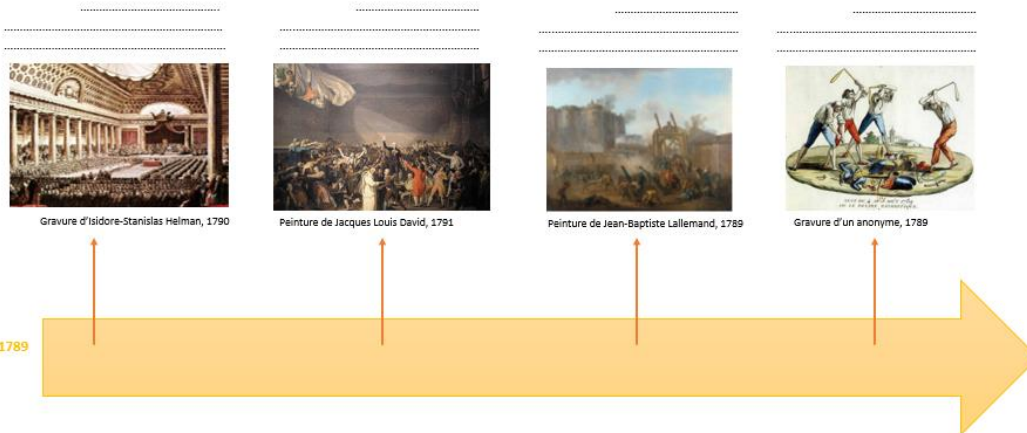 Gravure d'Isidore-Stanislas Helman, 1790
Peinture de Jacques Louis David, 1791
Peinture de Jean-Baptiste Lallemand, 1789
Gravure d'un anonyme, 1789
1789